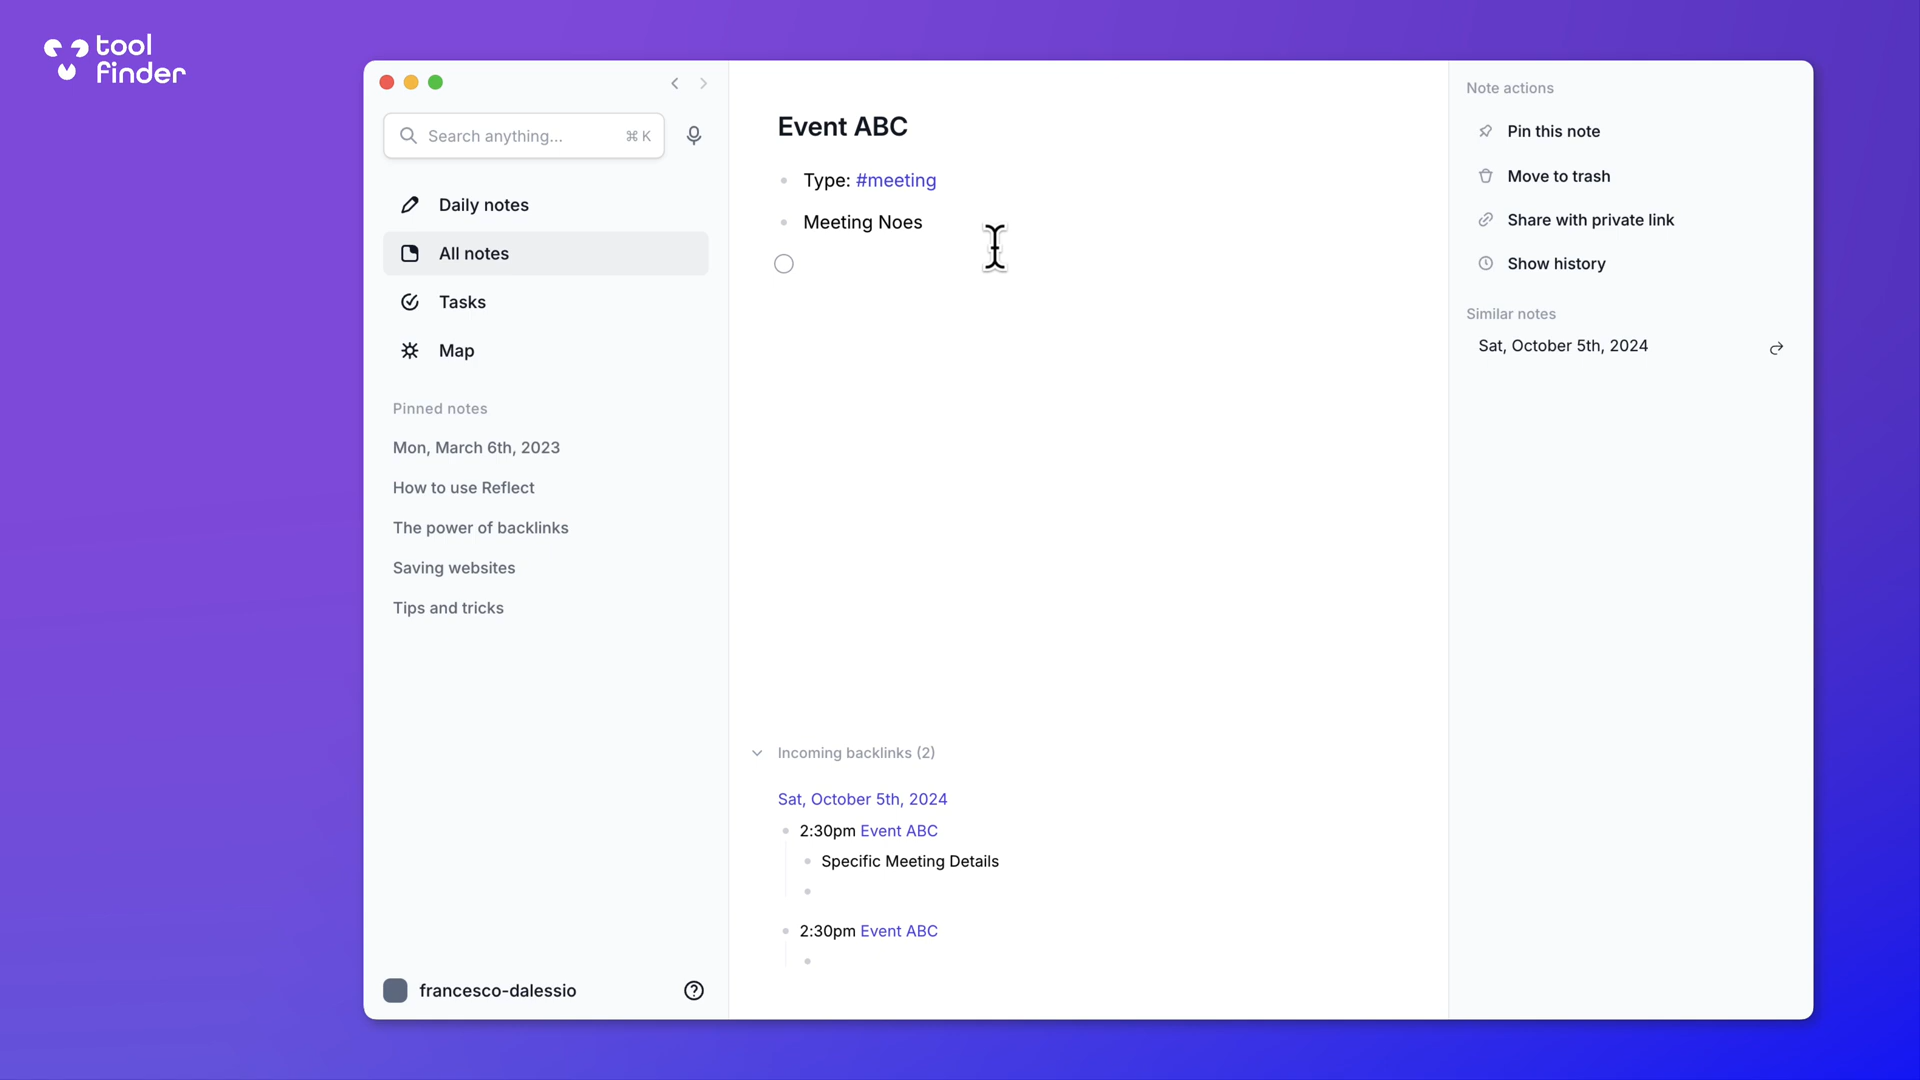 tool
finder
Search anything...
⌘ K
Daily notes
All notes
Tasks
Map
Pinned notes
Mon, March 6th, 2023
How to use Reflect
The power of backlinks
Saving websites
Tips and tricks
francesco-dalessio
Event ABC
Type: #meeting
Meeting Noes
Incoming backlinks (2)
Sat, October 5th, 2024
2:30pm Event ABC
Specific Meeting Details
2:30pm Event ABC
Note actions
Pin this note
Move to trash
Share with private link
Show history
Similar notes
Sat, October 5th, 2024